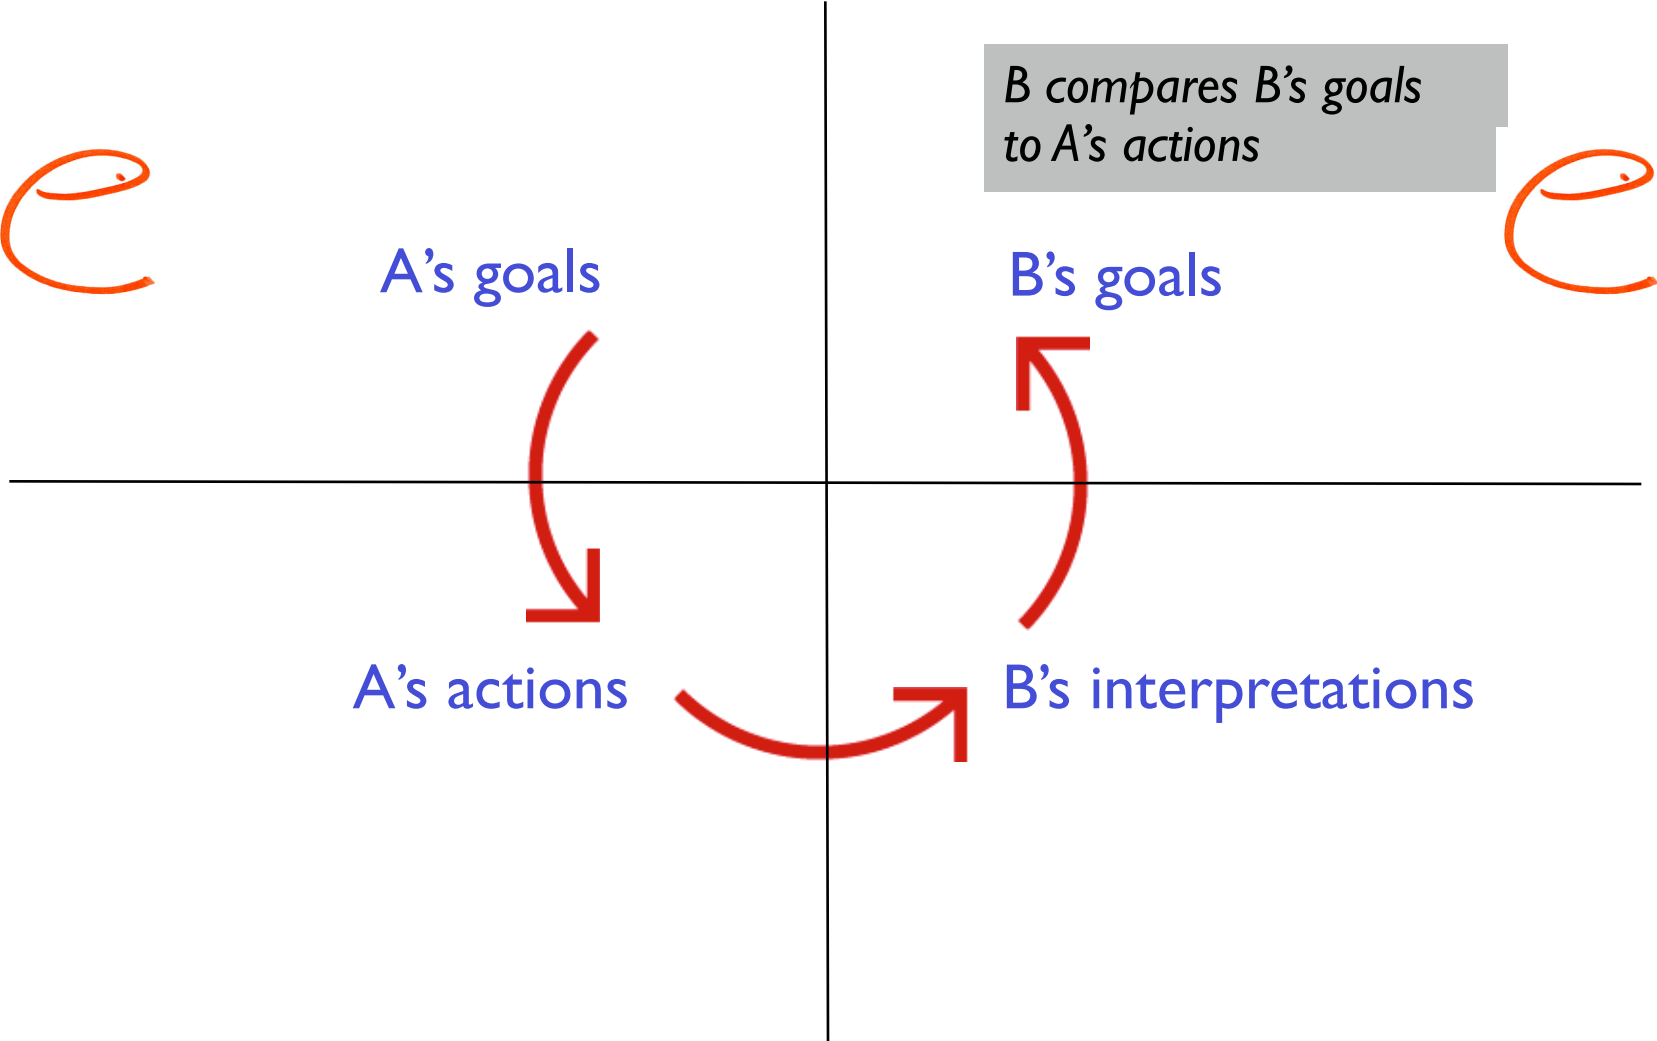 B compares B’s goals
to A’s actions
A’s goals
B’s goals
A’s actions
B’s interpretations